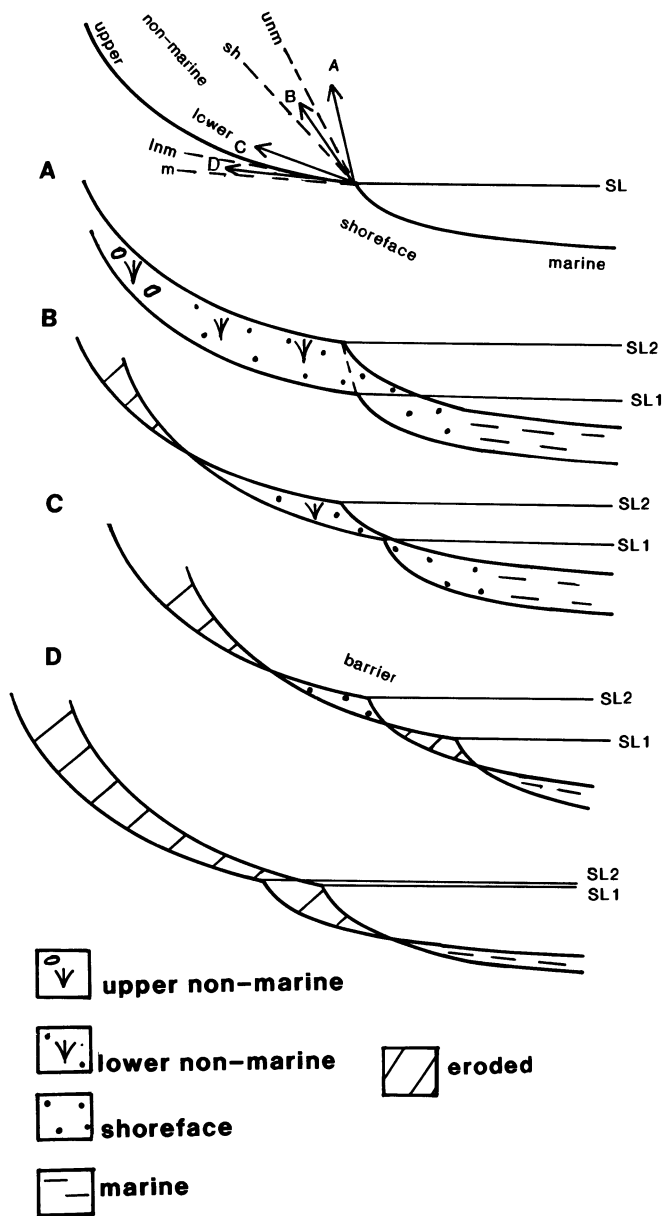 upper
non-marine
unm
sh
A
B
lower
C
lnm
D
m
SL
shoreface
marine
A
B
SL2
SL1
C
SL2
SL1
D
barrier
SL2
SL1
SL2
SL1
upper non-marine
lower non-marine
eroded
shoreface
marine